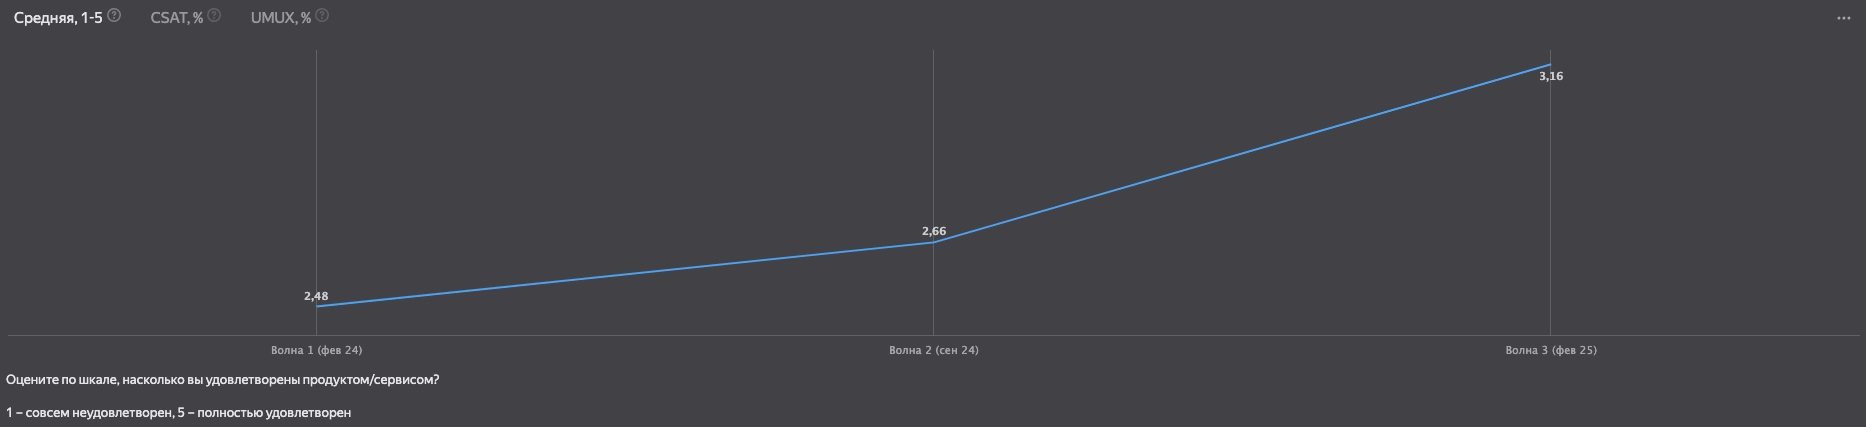 Средняя, 1-5 ? CSAT, % ? UMUX, % ?
3,16
2,66
2,48
Волна 1 (фев 24) Волна 2 (сен 24) Волна 3 (фев 25)
Оцените по шкале, насколько вы удовлетворены продуктом/сервисом?
1 – совсем неудовлетворен, 5 – полностью удовлетворен